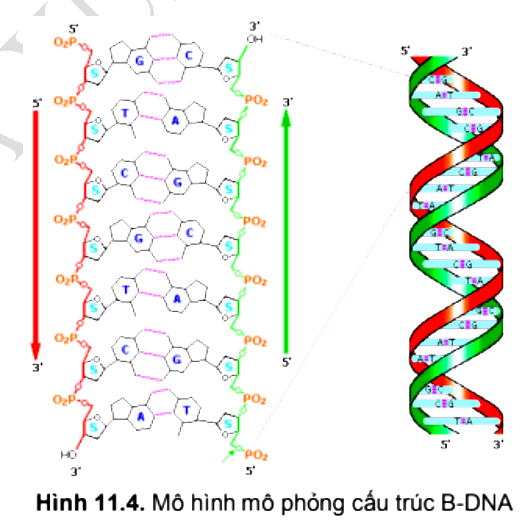 5' 3'
OH
O2P G C
S S
O2P T A PO2
S S
5' 3'
O2P C G PO2
S S
O2P G C PO2
S S
O2P T A PO2
S S
O2P C G PO2
S S
3' 5'
O2P A T PO2
S S
HO PO2
3' 5'
5' 3'
C G
A T
G C
C G
T A
C G
A T
T A
G C
T A
C G
T A
G C
C G
A T
A T
G C
C G
T A
5' 3'
Hình 11.4. Mô hình mô phỏng cấu trúc B-DNA